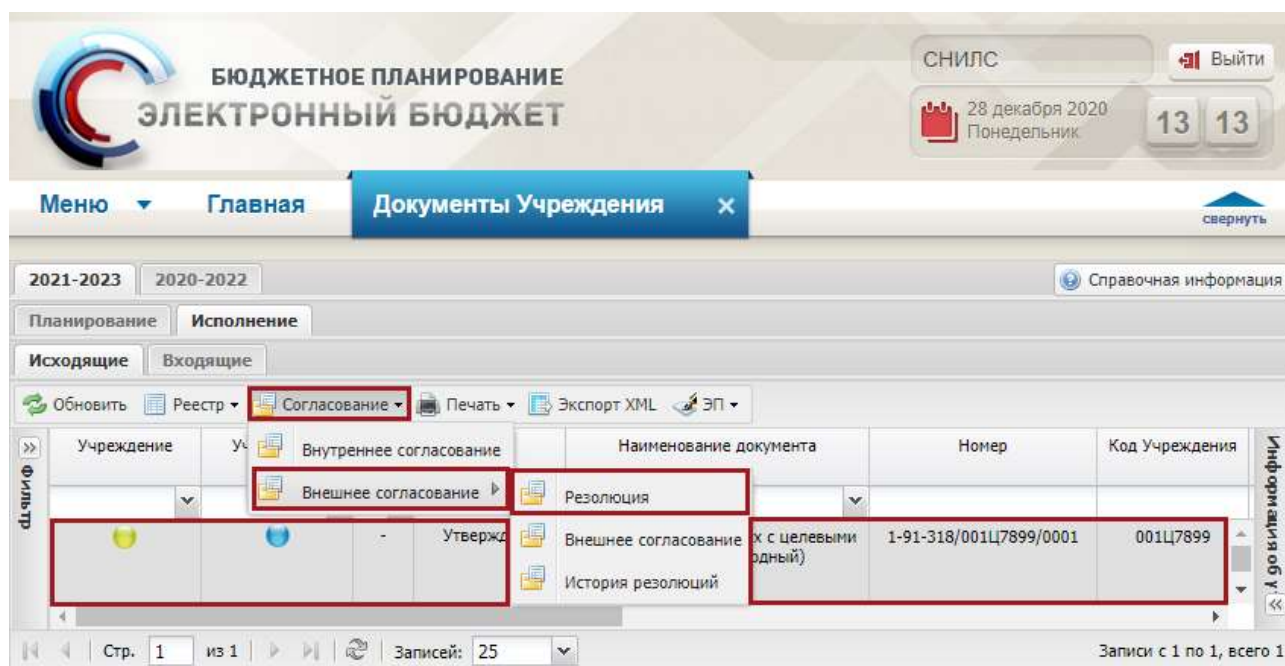 СНИЛС
Выйти
БЮДЖЕТНОЕ ПЛАНИРОВАНИЕ
ЭЛЕКТРОННЫЙ БЮДЖЕТ
28 декабря 2020
Понедельник
13 13
Меню
Главная
Документы Учреждения ×
свернуть
2021-2023
2020-2022
Справочная информация
Планирование
Исполнение
Исходящие
Входящие
Обновить
Реестр
Согласование
Печать
Экспорт XML
ЭП
Учреждение
Наименование документа
Номер
Код Учреждения
Фильтр
Информация об у
Внутреннее согласование
Внешнее согласование
Резолюция
Внешнее согласование
История резолюций
-
Утвержд
х с целевыми
одный)
1-91-318/001Ц7899/0001
001Ц7899
Стр. 1 из 1
Записей: 25
Записи с 1 по 1, всего 1